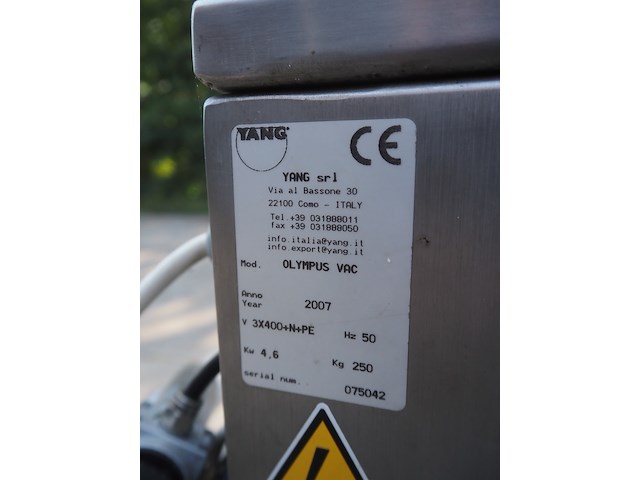 YANG
CE
YANG srl
Via al Bassone 30
22100 Como - ITALY
Tel.+39 031888011
fax +39 031888050
info.italia@yang.it
info.export@yang.it
Mod. OLYMPUS VAC
Anno
Year 2007
V 3X400+N+PE Hz 50
Kw 4,6 Kg 250
serial num. 075042
!